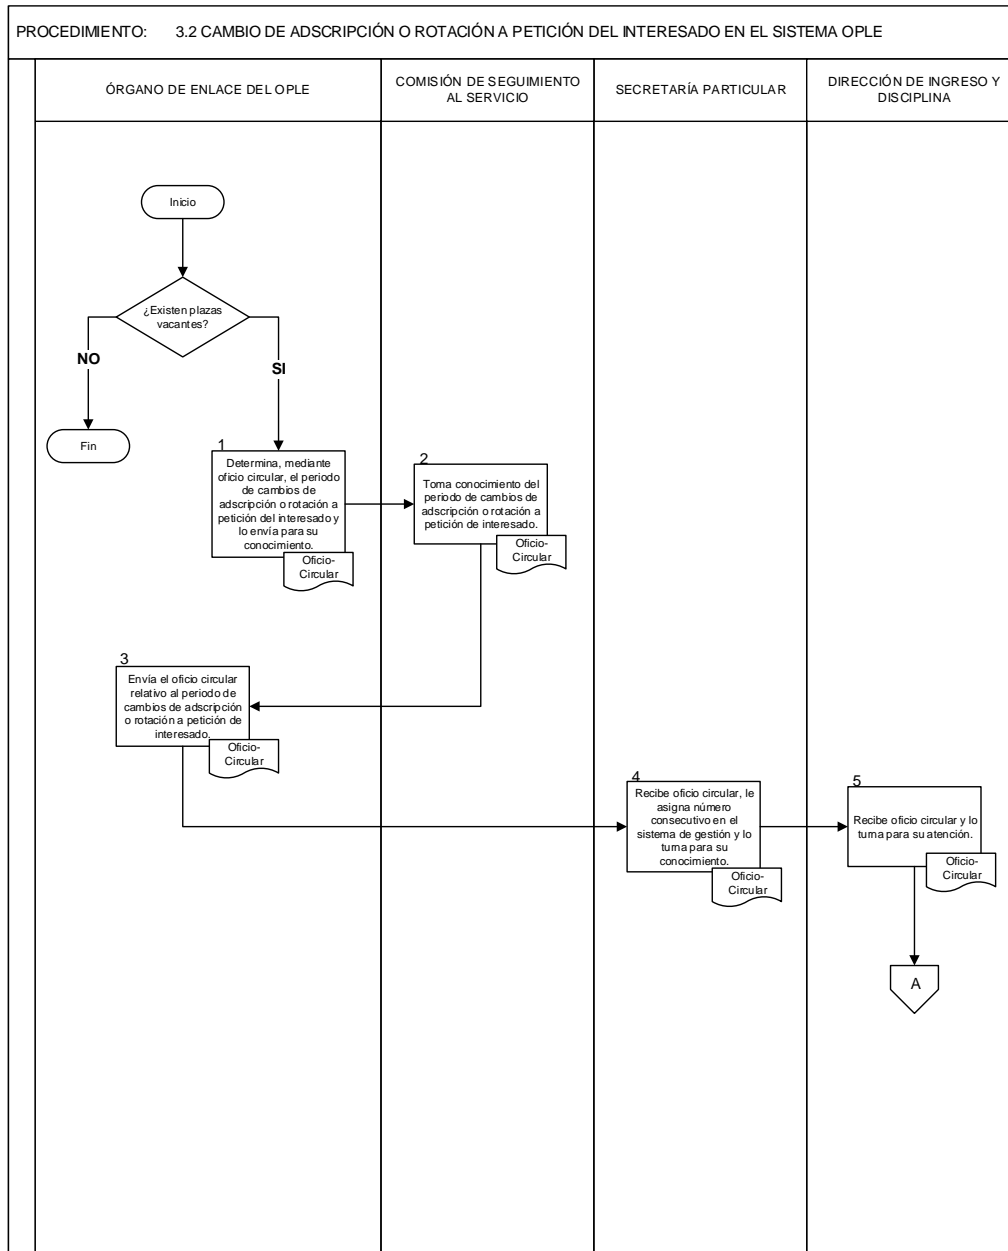 PROCEDIMIENTO: 3.2 CAMBIO DE ADSCRIPCIÓN O ROTACIÓN A PETICIÓN DEL INTERESADO EN EL SISTEMA OPLE
ÓRGANO DE ENLACE DEL OPLE
COMISIÓN DE SEGUIMIENTO
AL SERVICIO
SECRETARÍA PARTICULAR
DIRECCIÓN DE INGRESO Y
DISCIPLINA
Inicio
¿Existen plazas
vacantes?
NO
SI
Fin
1
Determina, mediante
oficio circular, el periodo
de cambios de
adscripción o rotación a
petición del interesado y
lo envía para su
conocimiento.
Oficio-
Circular
2
Toma conocimiento del
periodo de cambios de
adscripción o rotación a
petición de interesado.
Oficio-
Circular
3
Envía el oficio circular
relativo al periodo de
cambios de adscripción
o rotación a petición de
interesado.
Oficio-
Circular
4
Recibe oficio circular, le
asigna número
consecutivo en el
sistema de gestión y lo
turna para su
conocimiento.
Oficio-
Circular
5
Recibe oficio circular y lo
turna para su atención.
Oficio-
Circular
A